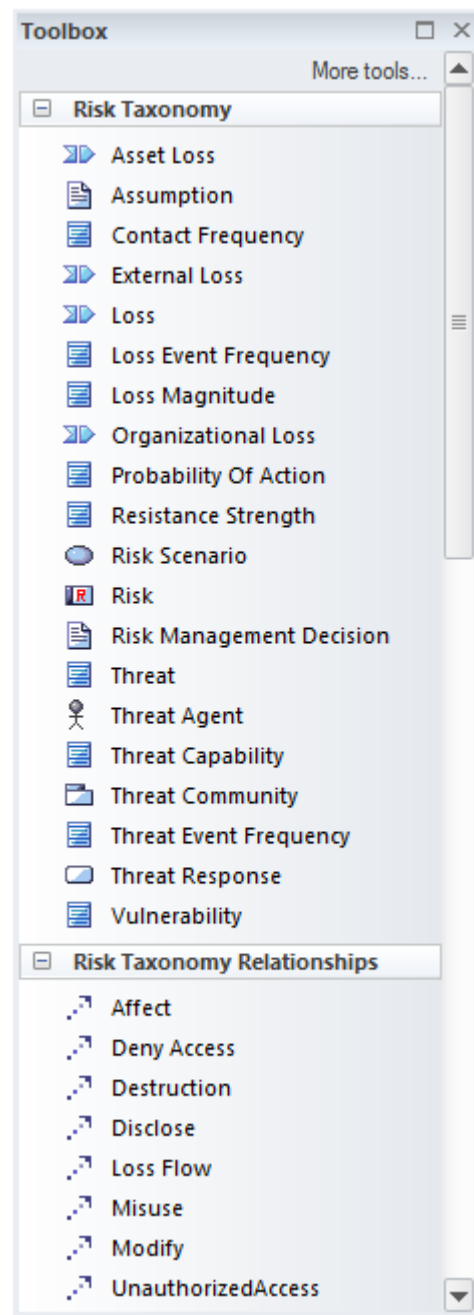 Toolbox
More tools...
Risk Taxonomy
Asset Loss
Assumption
Contact Frequency
External Loss
Loss
Loss Event Frequency
Loss Magnitude
Organizational Loss
Probability Of Action
Resistance Strength
Risk Scenario
R Risk
Risk Management Decision
Threat
Threat Agent
Threat Capability
Threat Community
Threat Event Frequency
Threat Response
Vulnerability
Risk Taxonomy Relationships
Affect
Deny Access
Destruction
Disclose
Loss Flow
Misuse
Modify
UnauthorizedAccess